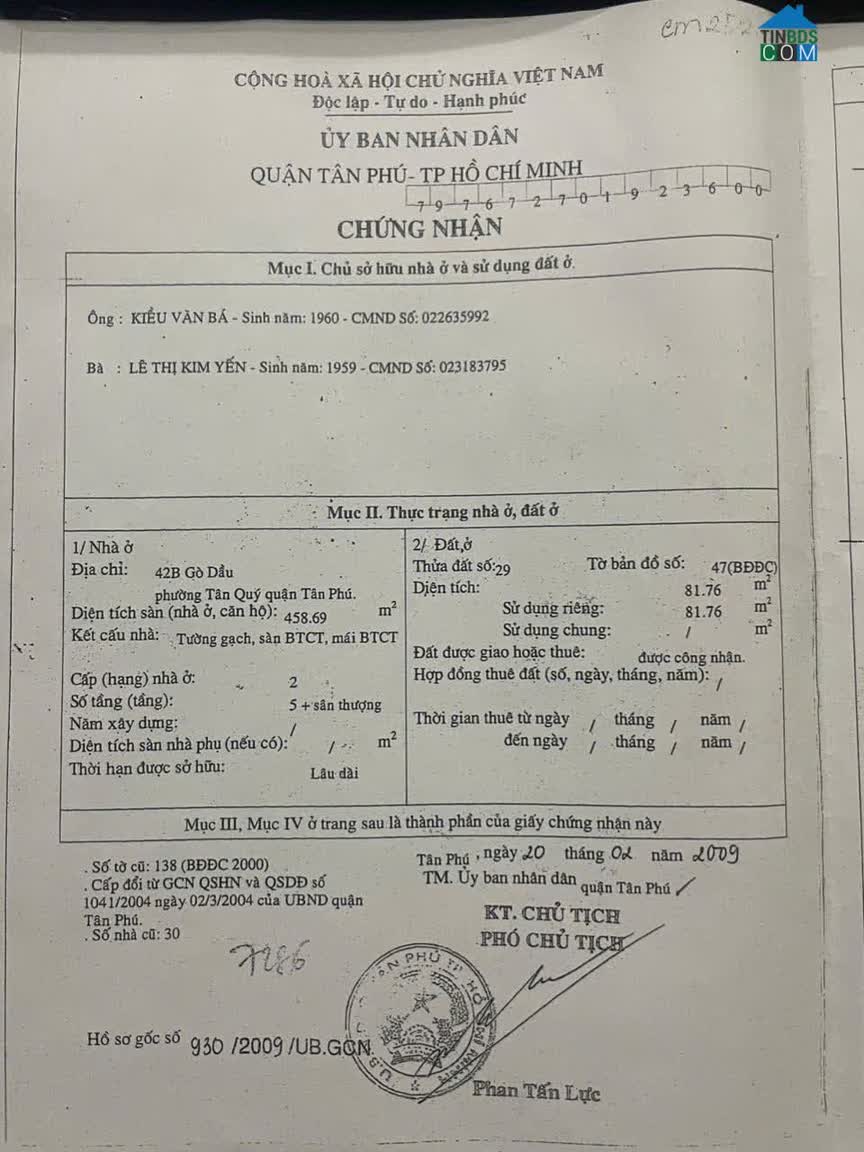 em252
TINBDS
COM
CỘNG HOÀ XÃ HỘI CHỦ NGHĨA VIỆT NAM
Độc lập - Tự do - Hạnh phúc
ỦY BAN NHÂN DÂN
QUẬN TÂN PHÚ- TP HỒ CHÍ MINH
7 9 7 6 7 2 7 0 1 9 2 3 6 0 0
CHỨNG NHẬN
Mục I. Chủ sở hữu nhà ở và sử dụng đất ở.
Ông : KIỀU VĂN BÁ - Sinh năm: 1960 - CMND Số: 022635992
Bà : LÊ THỊ KIM YẾN - Sinh năm: 1959 - CMND Số: 023183795
Mục II. Thực trạng nhà ở, đất ở
1/ Nhà ở
Địa chỉ: 42B Gò Dầu
phường Tân Quý quận Tân Phú.
Diện tích sàn (nhà ở, căn hộ): 458.69 m²
Kết cấu nhà: Tường gạch, sàn BTCT, mái BTCT
Cấp (hạng) nhà ở: 2
Số tầng (tầng): 5 + sân thượng
Năm xây dựng: /
Diện tích sàn nhà phụ (nếu có): / m²
Thời hạn được sở hữu: Lâu dài
2/ Đất ở
Thửa đất số: 29 Tờ bản đồ số: 47(BĐĐC)
Diện tích: 81.76 m²
Sử dụng riêng: 81.76 m²
Sử dụng chung: / m²
Đất được giao hoặc thuê: được công nhận.
Hợp đồng thuê đất (số, ngày, tháng, năm): /
Thời gian thuê từ ngày / tháng / năm /
đến ngày / tháng / năm /
Mục III, Mục IV ở trang sau là thành phần của giấy chứng nhận này
. Số tờ cũ: 138 (BĐĐC 2000)
. Cấp đổi từ GCN QSHN và QSDĐ số
1041/2004 ngày 02/3/2004 của UBND quận
Tân Phú.
. Số nhà cũ: 30
7286
Hồ sơ gốc số 930 /2009 /UB.GCN
Tân Phú , ngày 20 tháng 02 năm 2009
TM. Ủy ban nhân dân quận Tân Phú
KT. CHỦ TỊCH
PHÓ CHỦ TỊCH
Phan Tấn Lực